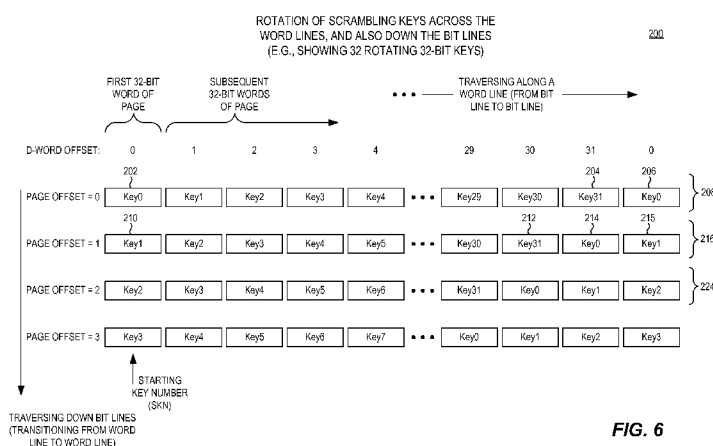 ROTATION OF SCRAMBLING KEYS ACROSS THE
WORD LINES, AND ALSO DOWN THE BIT LINES
(E.G., SHOWING 32 ROTATING 32-BIT KEYS)
200
FIRST 32-BIT
WORD OF
PAGE
SUBSEQUENT
32-BIT WORDS
OF PAGE
TRAVERSING ALONG A
WORD LINE (FROM BIT
LINE TO BIT LINE)
D-WORD OFFSET: 0 1 2 3 4 29 30 31 0
202 204 206
PAGE OFFSET = 0 Key0 Key1 Key2 Key3 Key4 ••• Key29 Key30 Key31 Key0 208
210 212 214 215
PAGE OFFSET = 1 Key1 Key2 Key3 Key4 Key5 ••• Key30 Key31 Key0 Key1 216
PAGE OFFSET = 2 Key2 Key3 Key4 Key5 Key6 ••• Key31 Key0 Key1 Key2 224
PAGE OFFSET = 3 Key3 Key4 Key5 Key6 Key7 ••• Key0 Key1 Key2 Key3
STARTING
KEY NUMBER
(SKN)
TRAVERSING DOWN BIT LINES
(TRANSITIONING FROM WORD
LINE TO WORD LINE)
FIG. 6